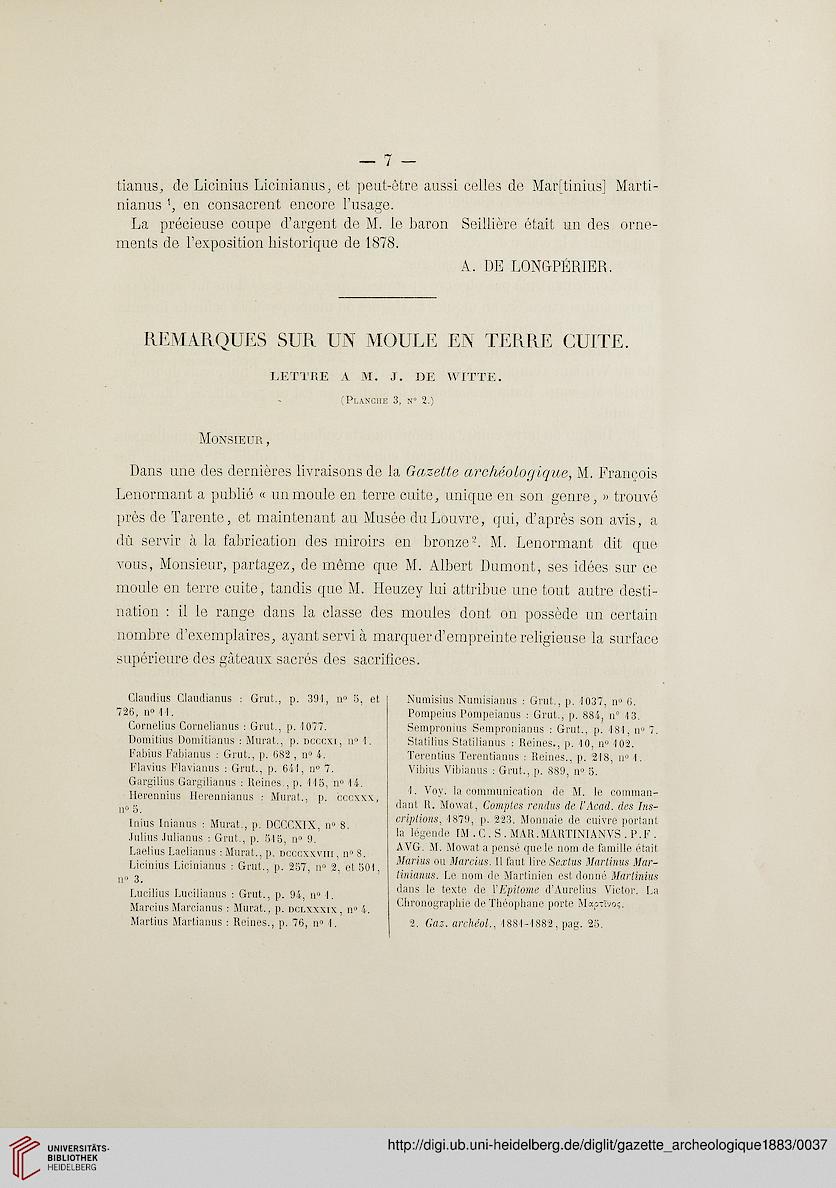 — 7 —
tianus, de Licinius Licinianus, et peut-être aussi celles de Mar[tinius] Marti-
nianus ¹, en consacrent encore l'usage.
La précieuse coupe d'argent de M. le baron Seillière était un des orne-
ments de l'exposition historique de 1878.
A. DE LONGPÉRIER.
REMARQUES SUR UN MOULE EN TERRE CUITE.
LETTRE A M. J. DE WITTE.
(Planche 3, n° 2.)
Monsieur,
Dans une des dernières livraisons de la Gazette archéologique, M. François
Lenormant a publié « un moule en terre cuite, unique en son genre, » trouvé
près de Tarente, et maintenant au Musée du Louvre, qui, d'après son avis, a
dû servir à la fabrication des miroirs en bronze². M. Lenormant dit que
vous, Monsieur, partagez, de même que M. Albert Dumont, ses idées sur ce
moule en terre cuite, tandis que M. Heuzey lui attribue une tout autre desti-
nation : il le range dans la classe des moules dont on possède un certain
nombre d'exemplaires, ayant servi à marquer d'empreinte religieuse la surface
supérieure des gâteaux sacrés des sacrifices.
Claudius Claudianus : Grut., p. 391, n° 5, et
726, n° 11.
Cornelius Cornelianus : Grut., p. 1077.
Domitius Domitianus : Murat., p. DCCCXI, n° 1.
Fabius Fabianus : Grut., p. 682, n° 4.
Flavius Flavianus : Grut., p. 641, n° 7.
Gargilius Gargilianus : Reines., p. 115, n° 14.
Herennius Herennianus : Murat., p. CCCXXX,
n° 5.
Inius Inianus : Murat., p. DCCCXIX, n° 8.
Julius Julianus : Grut., p. 515, n° 9.
Laelius Laelianus : Murat., p. DCCCXXVIII, n° 8.
Licinius Licinianus : Grut., p. 257, n° 2, et 501,
n° 3.
Lucilius Lucilianus : Grut., p. 94, n° 1.
Marcius Marcianus : Murat., p. DCLXXXIX, n° 4.
Martius Martianus : Reines., p. 76, n° 1.
Numisius Numisianus : Grut., p. 1037, n° 6.
Pompeius Pompeianus : Grut., p. 884, n° 13.
Sempronius Sempronianus : Grut., p. 181, n° 7.
Statilius Statilianus : Reines., p. 10, n° 102.
Terentius Terentianus : Reines., p. 218, n° 1.
Vibius Vibianus : Grut., p. 889, n° 5.
1. Voy. la communication de M. le comman-
dant R. Mowat, Comptes rendus de l'Acad. des Ins-
criptions, 1879, p. 223. Monnaie de cuivre portant
la légende IM . C . S . MAR . MARTINIANVS . P . F .
AVG. M. Mowat a pensé que le nom de famille était
Marius ou Marcius. Il faut lire Sextus Martinus Mar-
tinianus. Le nom de Martinien est donné Martinius
dans le texte de l'Epitome d'Aurelius Victor. La
Chronographie de Théophane porte Μαρτῖνος.
2. Gaz. archéol., 1881-1882, pag. 25.
UNIVERSITÄTS-
BIBLIOTHEK
HEIDELBERG
http://digi.ub.uni-heidelberg.de/diglit/gazette_archeologique1883/0037